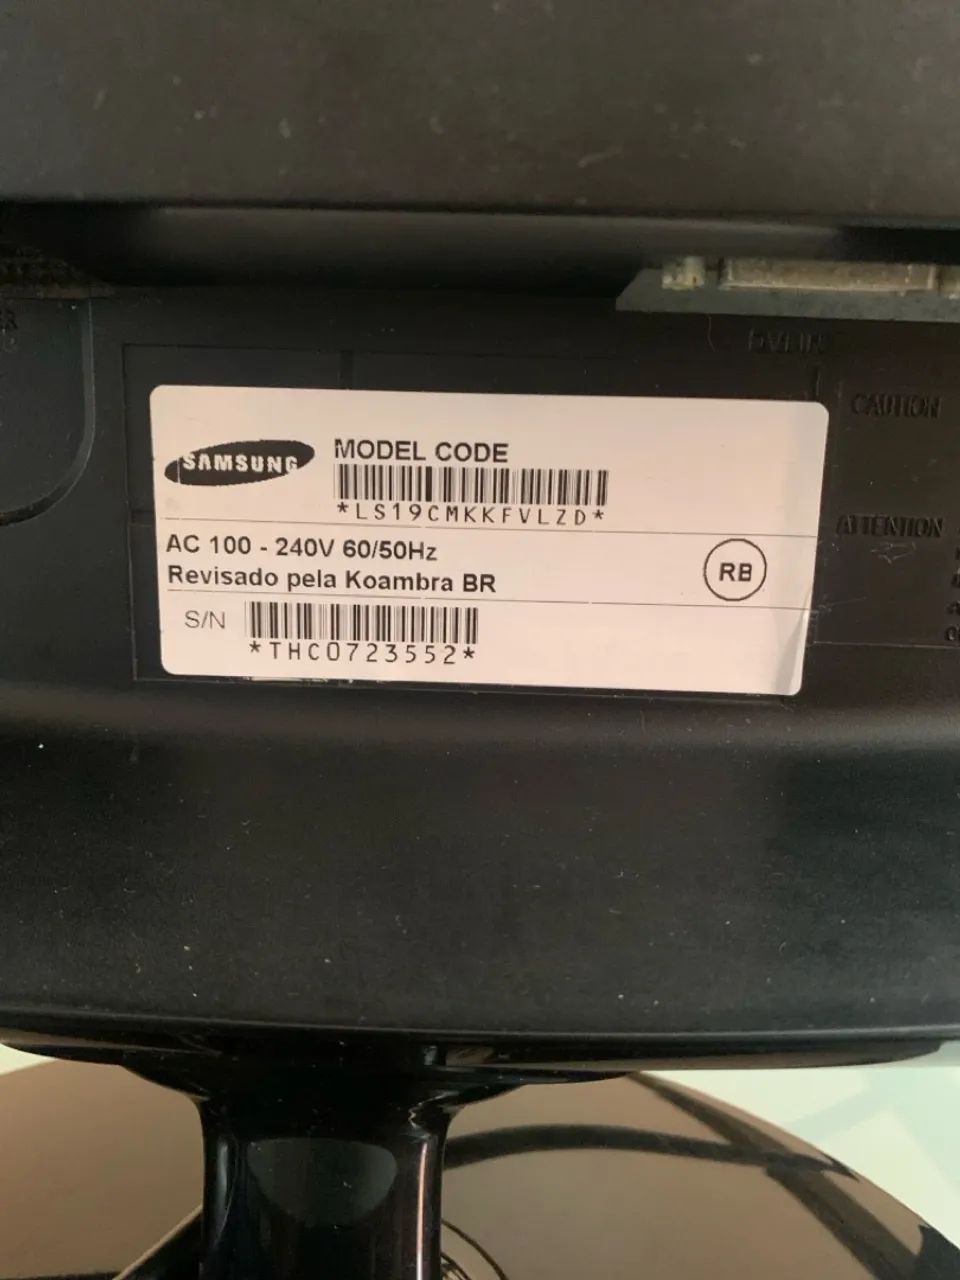 SAMSUNG
MODEL CODE
*LS19CMKKFVLZD*
AC 100 - 240V 60/50Hz
Revisado pela Koambra BR
RB
S/N
*THC0723552*
CAUTION
ATTENTION